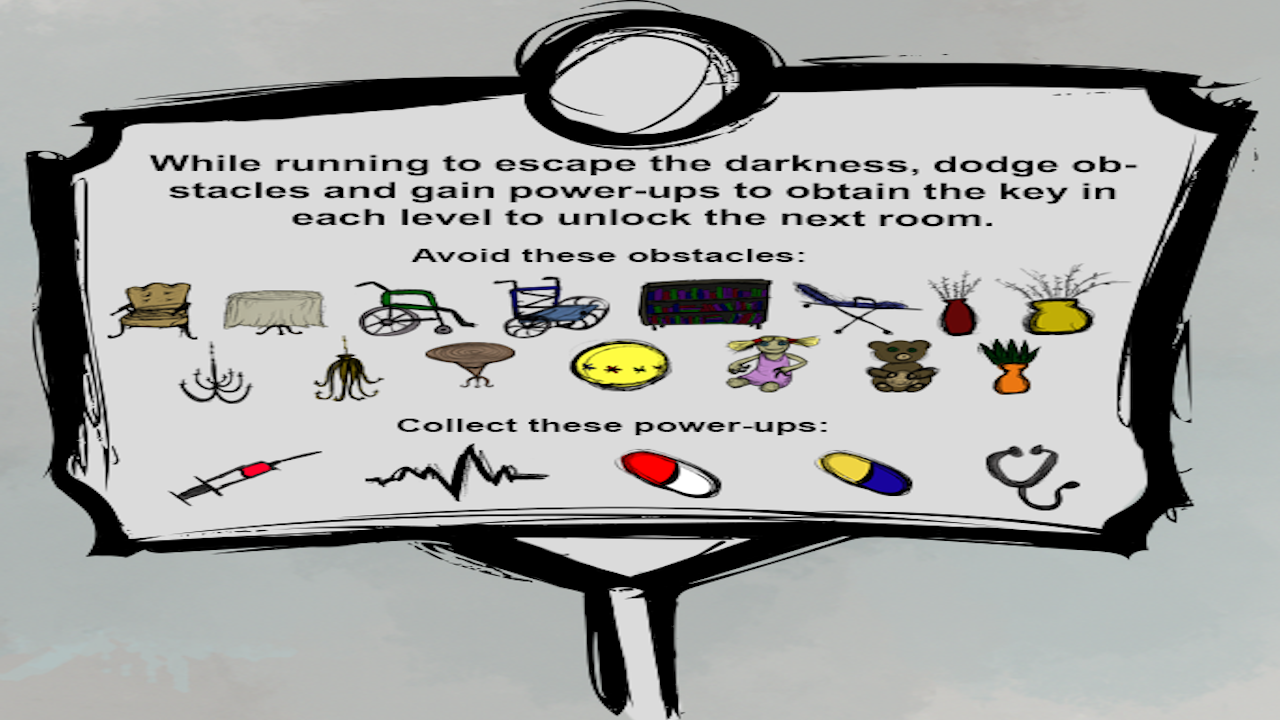 While running to escape the darkness, dodge ob-
stacles and gain power-ups to obtain the key in
each level to unlock the next room.
Avoid these obstacles:
Collect these power-ups: